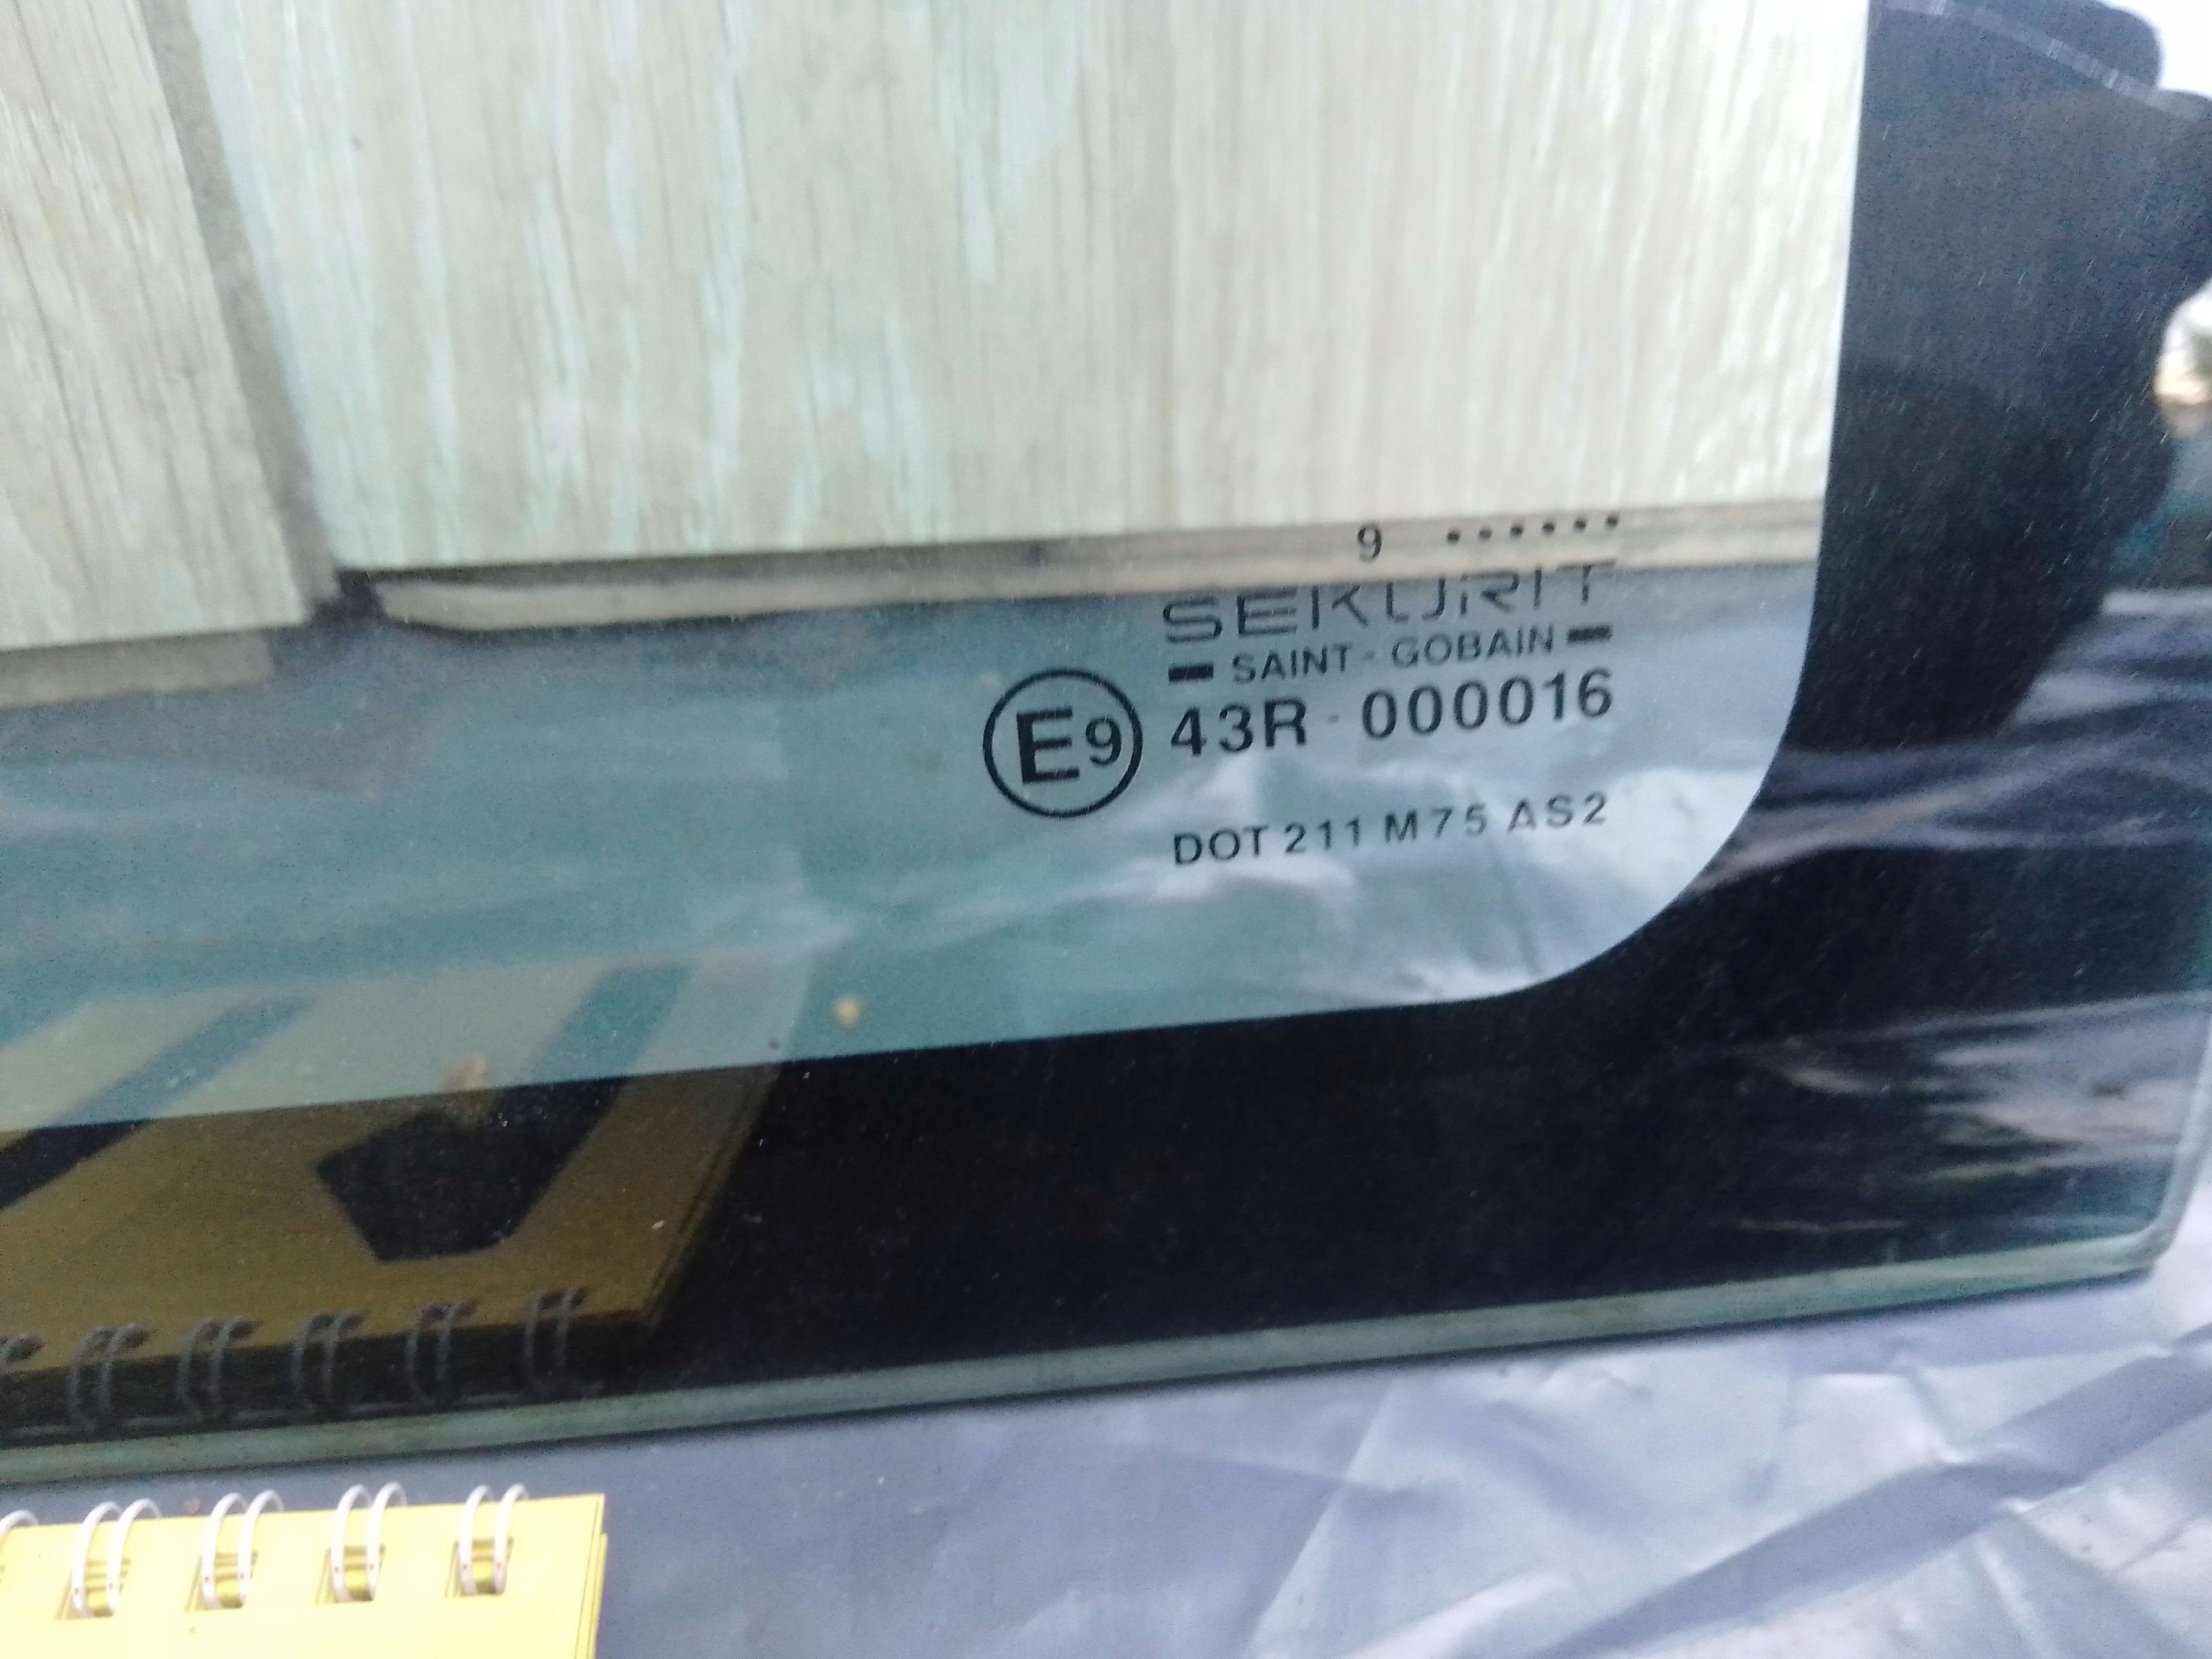 9 ······
SEKURIT
SAINT-GOBAIN
E9 43R-000016
DOT 211 M75 AS2